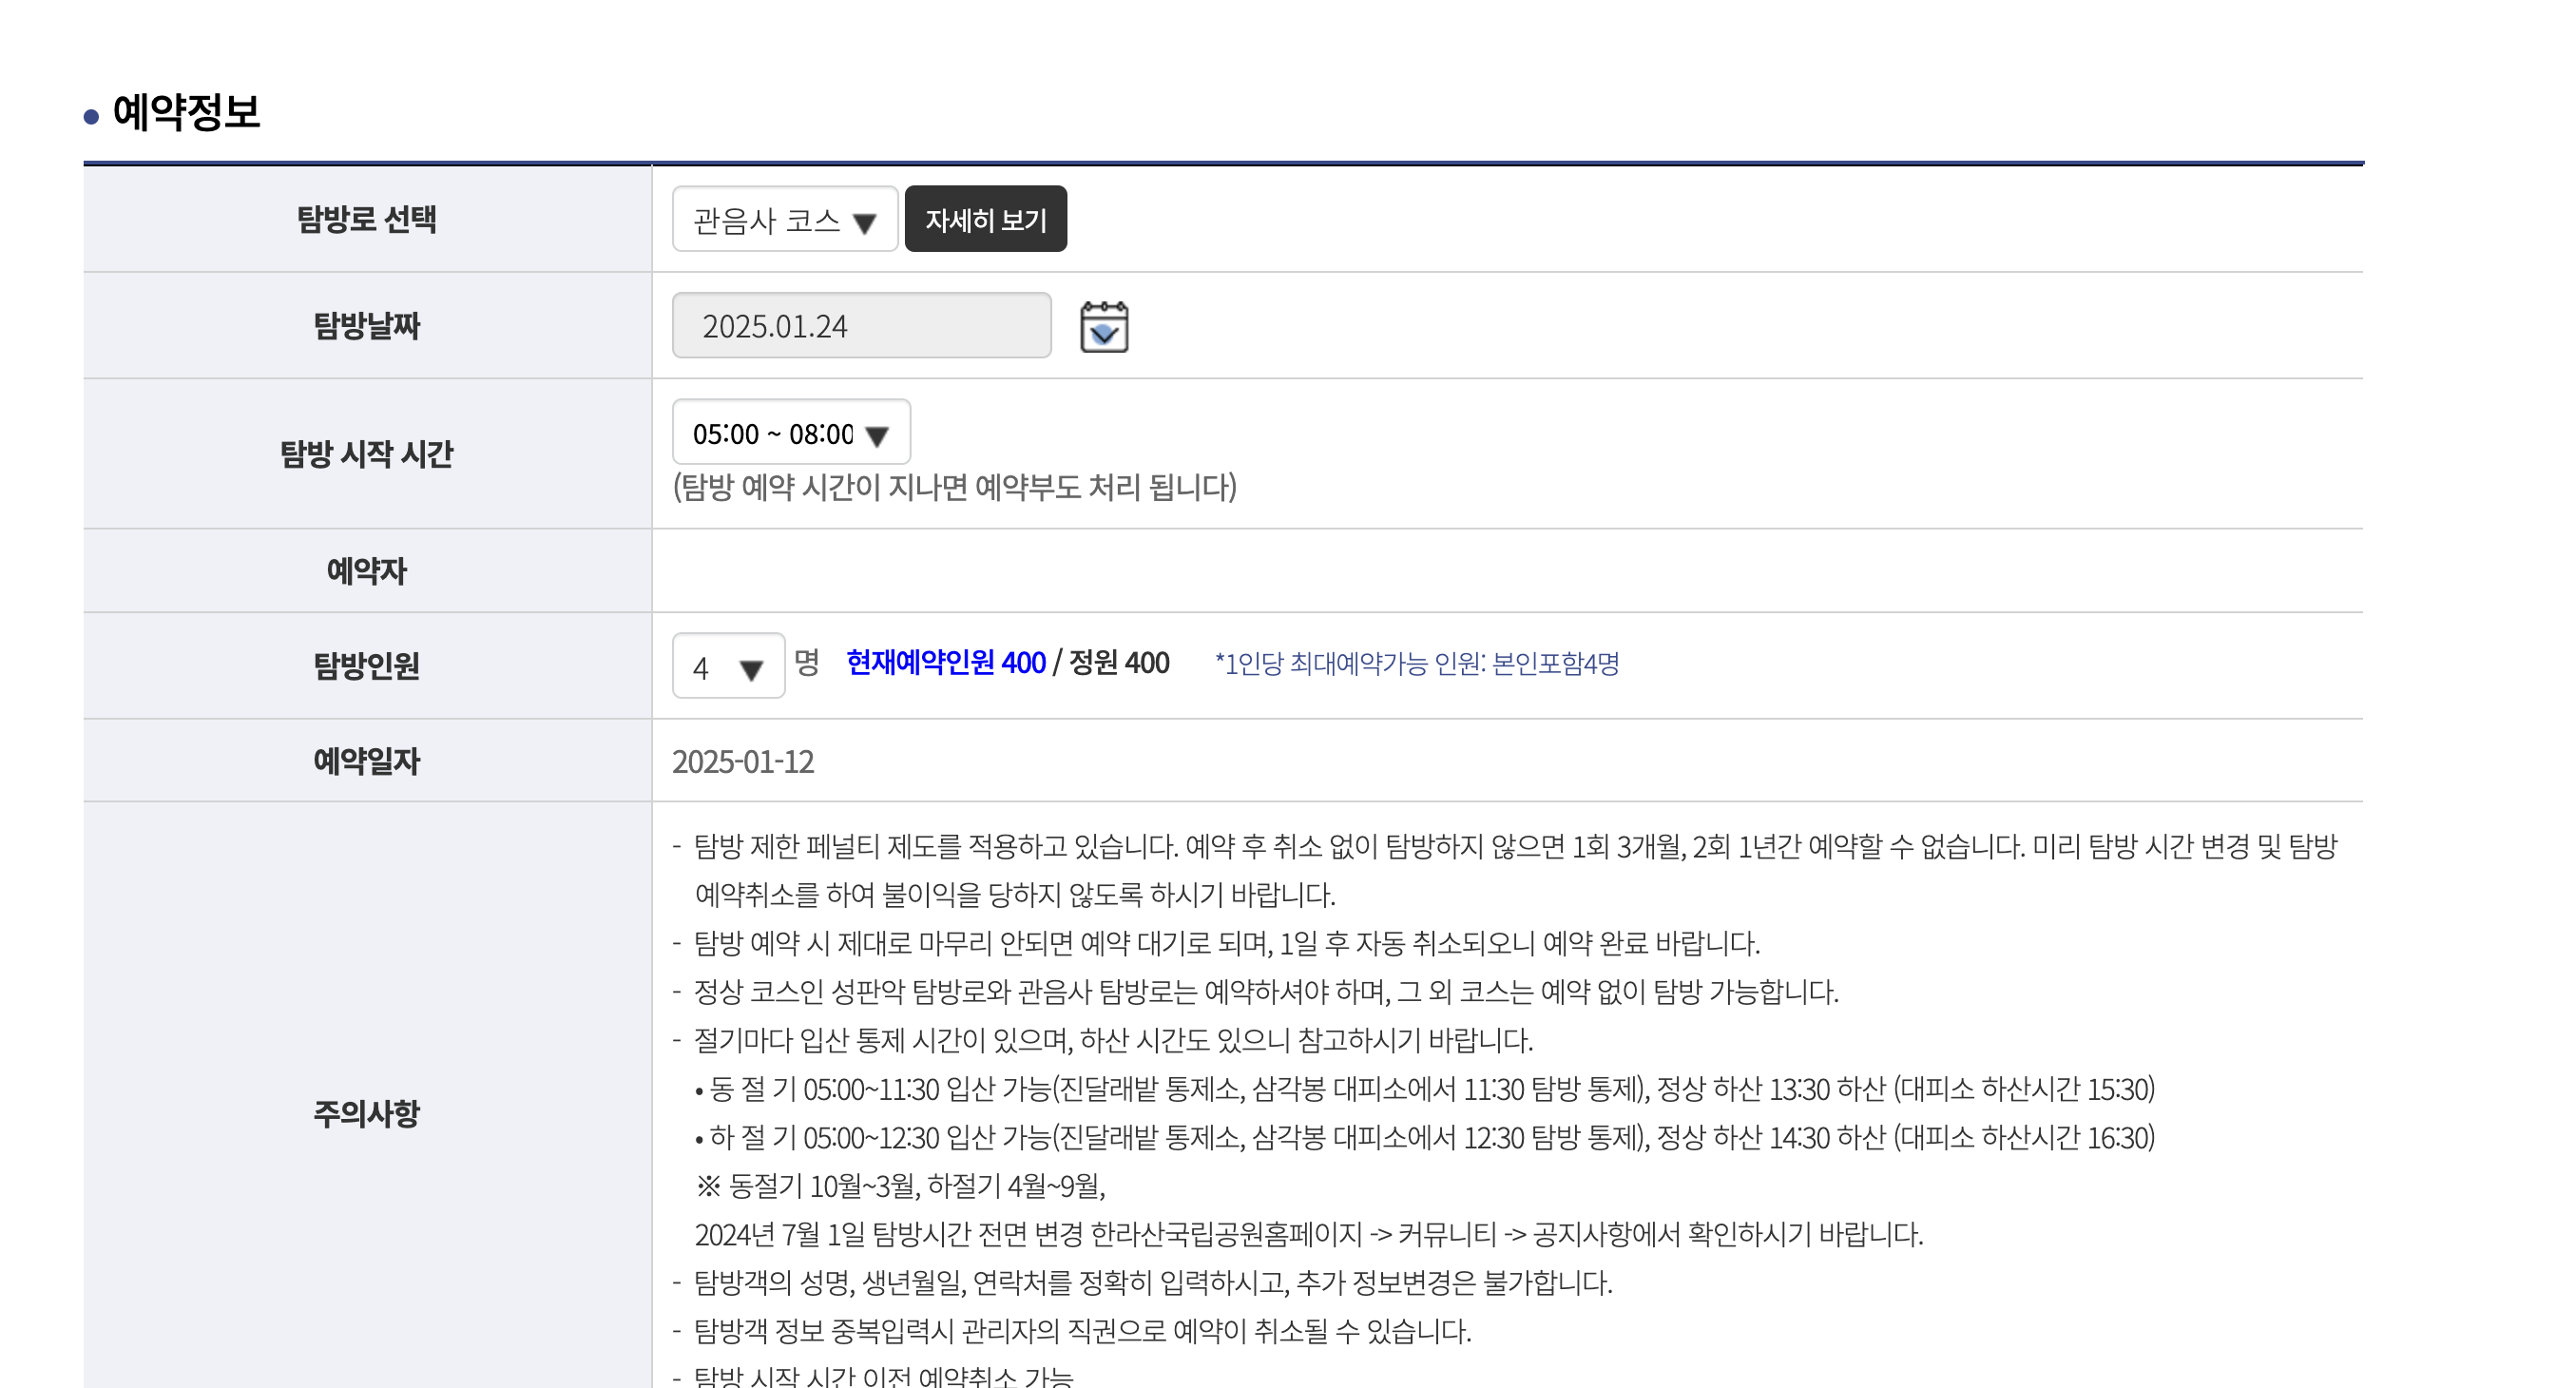 예약정보
탐방로 선택
관음사 코스 ▼ 자세히 보기
탐방날짜
2025.01.24
탐방 시작 시간
05:00 ~ 08:00 ▼
(탐방 예약 시간이 지나면 예약부도 처리 됩니다)
예약자
탐방인원
4 ▼ 명 현재예약인원 400 / 정원 400 *1인당 최대예약가능 인원: 본인포함4명
예약일자
2025-01-12
주의사항
- 탐방 제한 페널티 제도를 적용하고 있습니다. 예약 후 취소 없이 탐방하지 않으면 1회 3개월, 2회 1년간 예약할 수 없습니다. 미리 탐방 시간 변경 및 탐방
예약취소를 하여 불이익을 당하지 않도록 하시기 바랍니다.
- 탐방 예약 시 제대로 마무리 안되면 예약 대기로 되며, 1일 후 자동 취소되오니 예약 완료 바랍니다.
- 정상 코스인 성판악 탐방로와 관음사 탐방로는 예약하셔야 하며, 그 외 코스는 예약 없이 탐방 가능합니다.
- 절기마다 입산 통제 시간이 있으며, 하산 시간도 있으니 참고하시기 바랍니다.
• 동 절 기 05:00~11:30 입산 가능(진달래밭 통제소, 삼각봉 대피소에서 11:30 탐방 통제), 정상 하산 13:30 하산 (대피소 하산시간 15:30)
• 하 절 기 05:00~12:30 입산 가능(진달래밭 통제소, 삼각봉 대피소에서 12:30 탐방 통제), 정상 하산 14:30 하산 (대피소 하산시간 16:30)
※ 동절기 10월~3월, 하절기 4월~9월,
2024년 7월 1일 탐방시간 전면 변경 한라산국립공원홈페이지 -> 커뮤니티 -> 공지사항에서 확인하시기 바랍니다.
- 탐방객의 성명, 생년월일, 연락처를 정확히 입력하시고, 추가 정보변경은 불가합니다.
- 탐방객 정보 중복입력시 관리자의 직권으로 예약이 취소될 수 있습니다.
- 탐방 시작 시간 이전 예약취소 가능